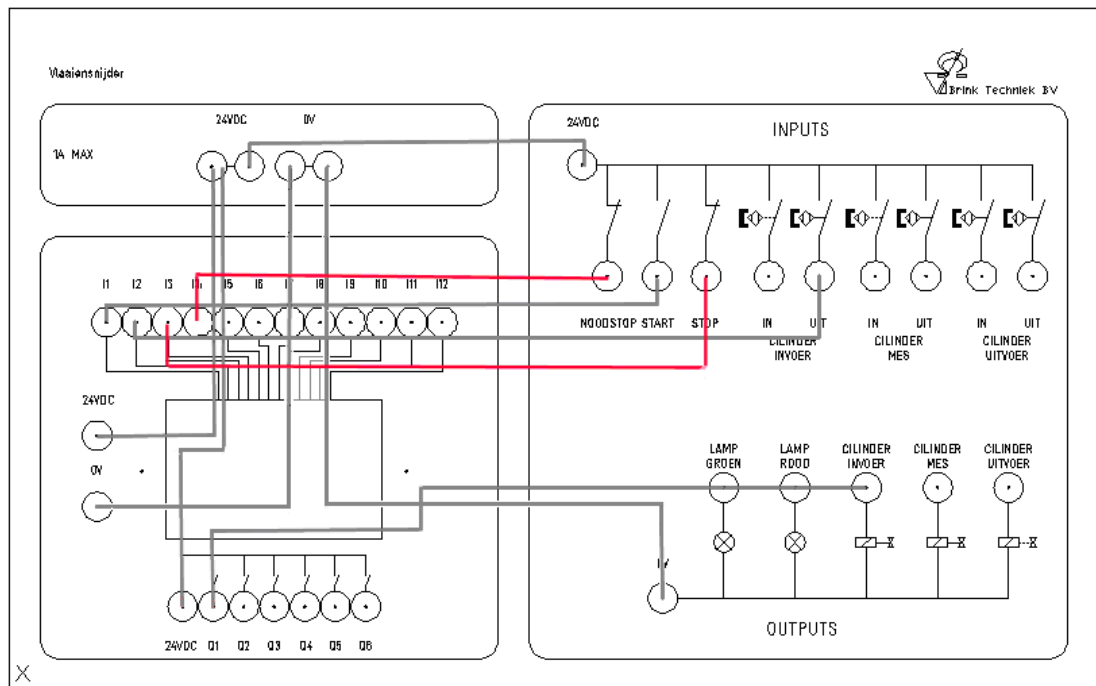 Vlaaiensnijder
Brink Techniek BV
24VDC 0V
1A MAX
24VDC
INPUTS
I1 I2 I3 I4 I5 I6 I7 I8 I9 I10 I11 I12
NOODSTOP START STOP IN UIT IN UIT IN UIT
CILINDER INVOER
CILINDER MES
CILINDER UITVOER
24VDC
0V
LAMP GROEN
LAMP ROOD
CILINDER INVOER
CILINDER MES
CILINDER UITVOER
24VDC Q1 Q2 Q3 Q4 Q5 Q6
OUTPUTS
X